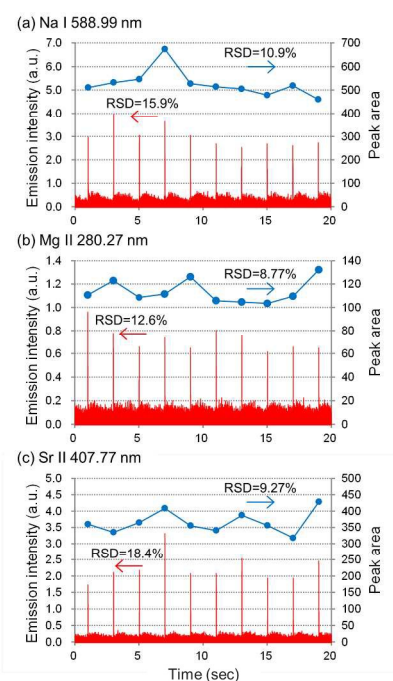 (a) Na I 588.99 nm
7.0 700
6.0 600
5.0 500
4.0 400
3.0 300
2.0 200
1.0 100
0.0 0
0 5 10 15 20
Emission intensity (a.u.)
Peak area
RSD=10.9%
RSD=15.9%
(b) Mg II 280.27 nm
1.4 140
1.2 120
1.0 100
0.8 80
0.6 60
0.4 40
0.2 20
0.0 0
0 5 10 15 20
Emission intensity (a.u.)
Peak area
RSD=8.77%
RSD=12.6%
(c) Sr II 407.77 nm
5.0 500
4.5 450
4.0 400
3.5 350
3.0 300
2.5 250
2.0 200
1.5 150
1.0 100
0.5 50
0.0 0
0 5 10 15 20
Emission intensity (a.u.)
Peak area
RSD=9.27%
RSD=18.4%
Time (sec)